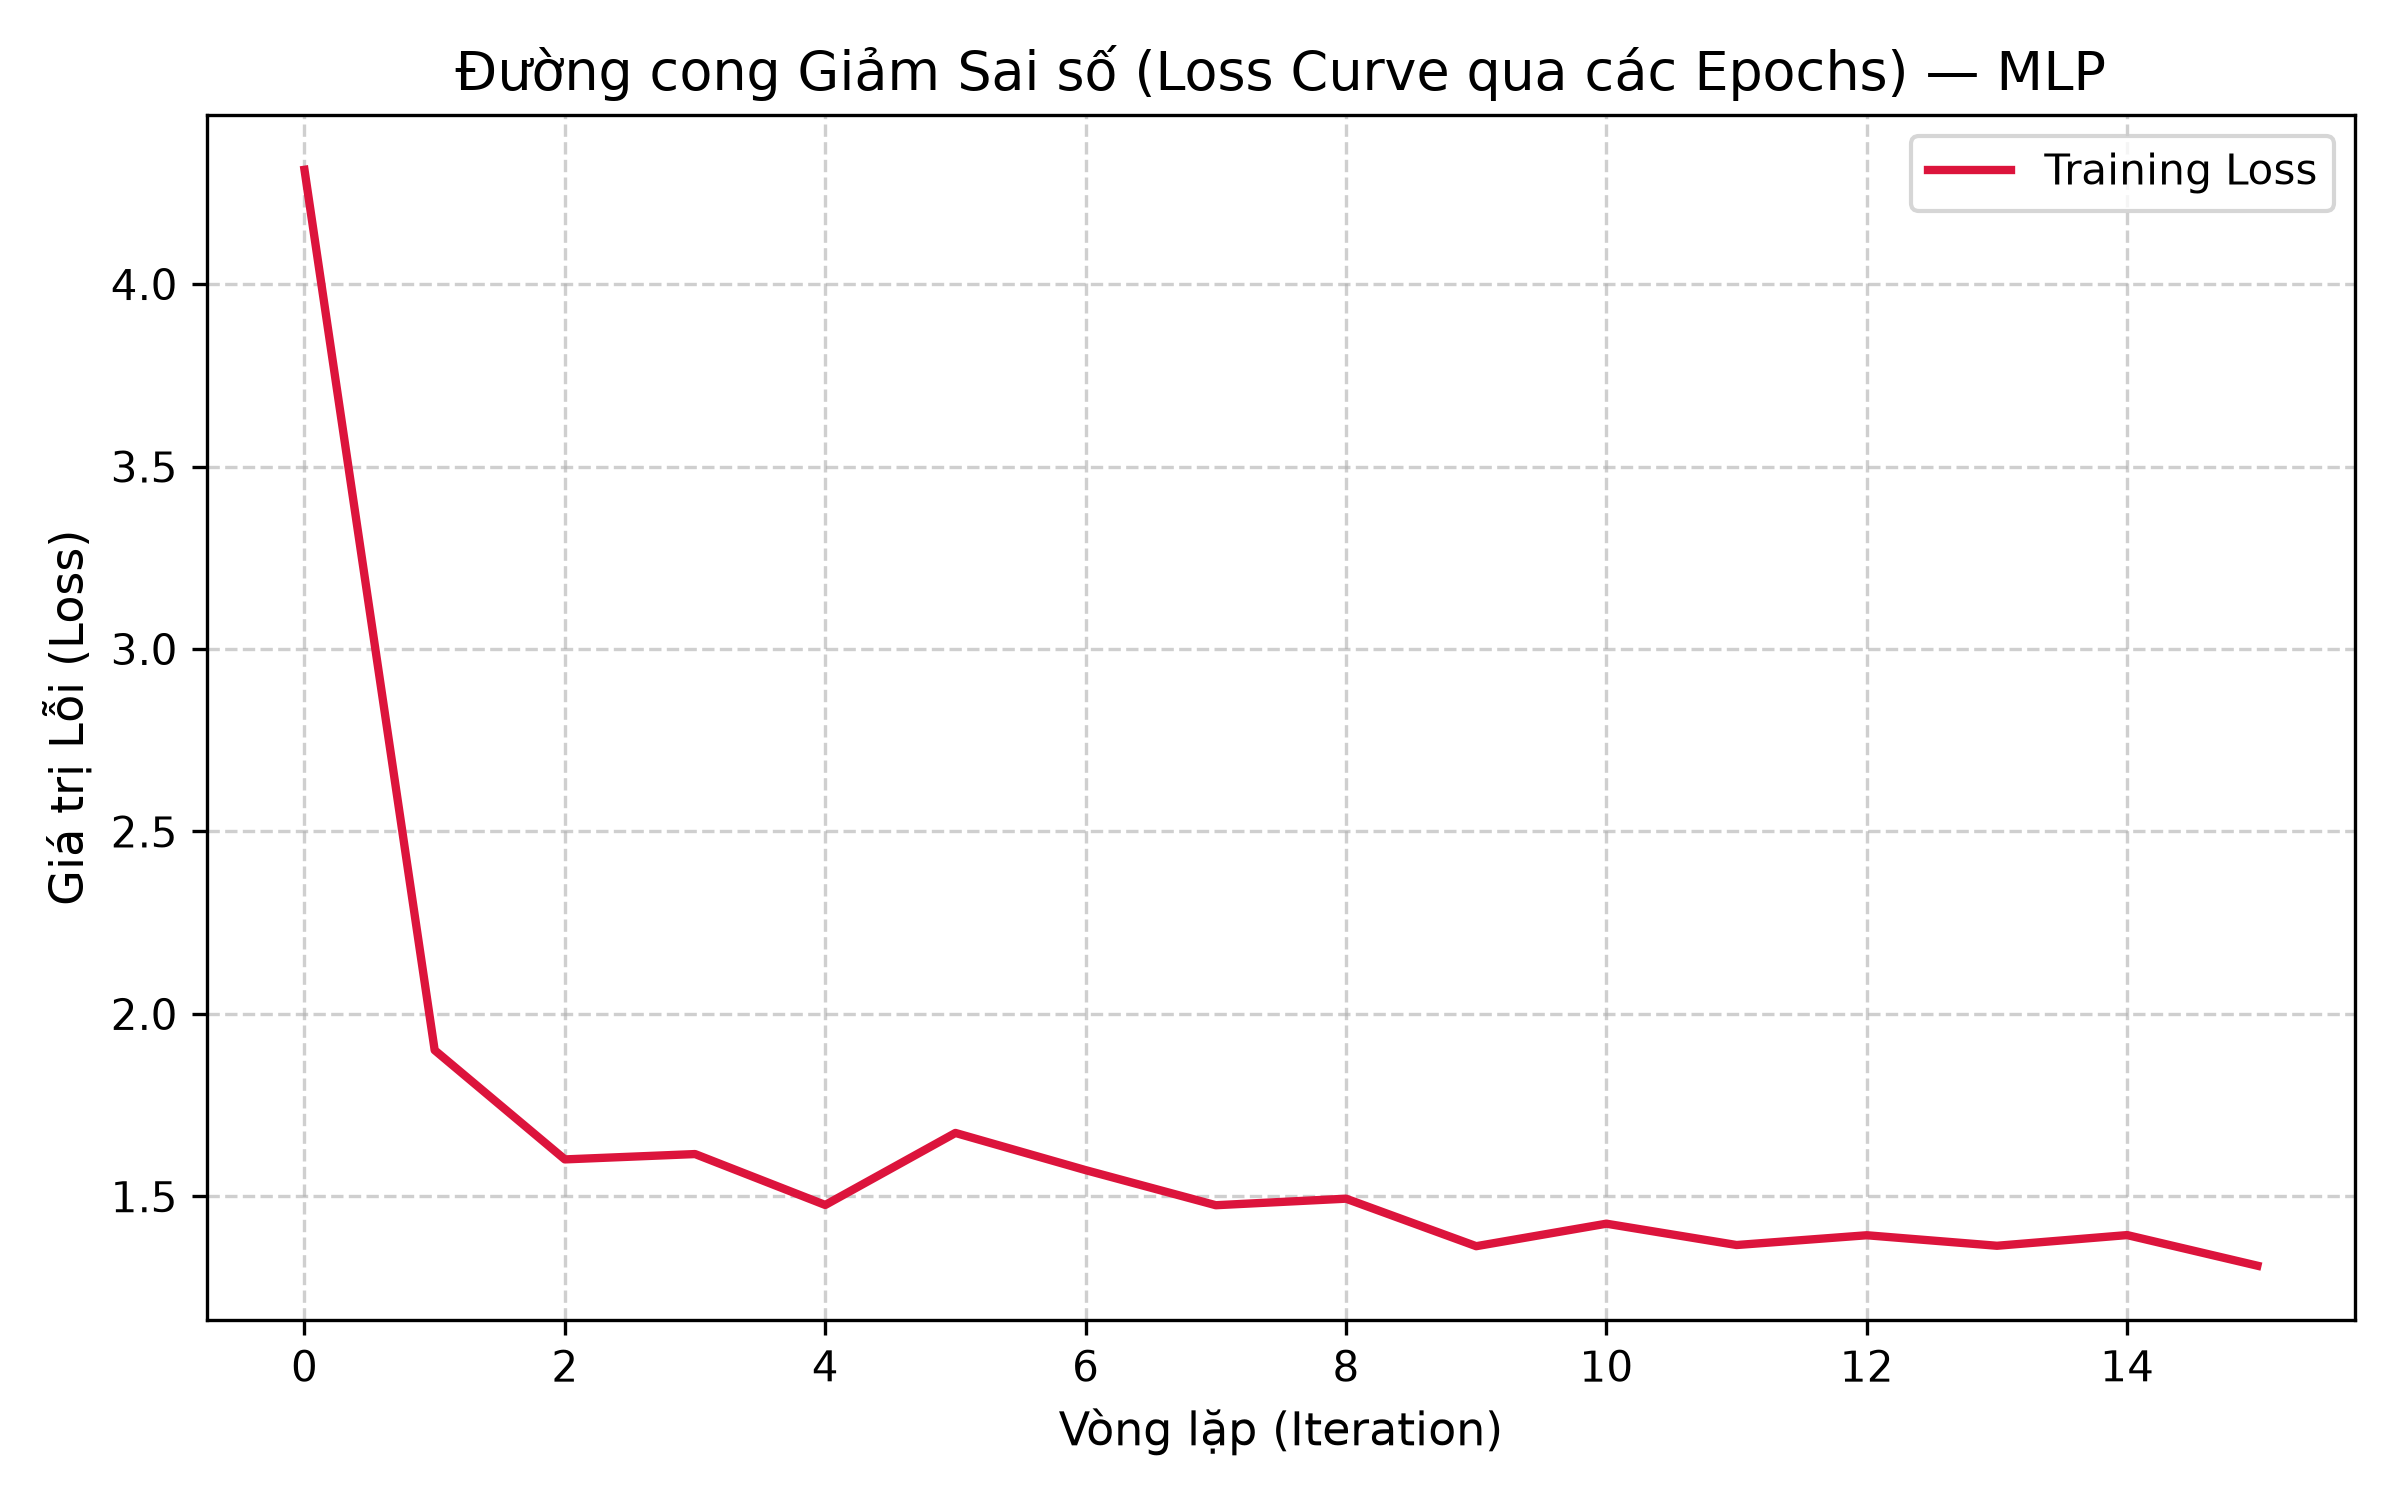 Đường cong Giảm Sai số (Loss Curve qua các Epochs) — MLP
Training Loss
Giá trị Lỗi (Loss)
4.0
3.5
3.0
2.5
2.0
1.5
0 2 4 6 8 10 12 14
Vòng lặp (Iteration)